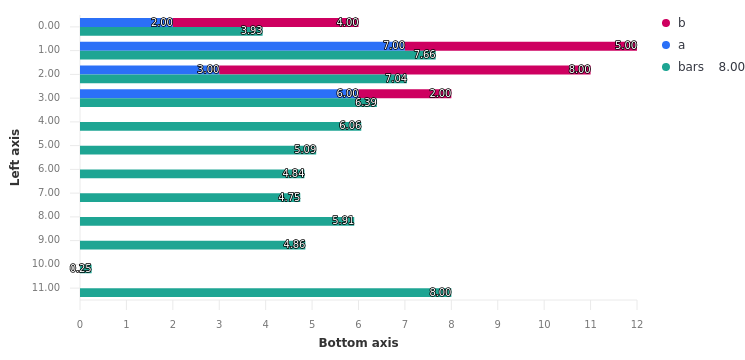 0.00 2.00 4.00 b
3.93
1.00 7.00 5.00 a
7.66
2.00 3.00 8.00 bars 8.00
7.04
3.00 6.00 2.00
6.39
4.00 6.06
5.00 5.09
6.00 4.84
7.00 4.75
8.00 5.91
9.00 4.86
10.00 0.25
11.00 8.00
Left axis
0 1 2 3 4 5 6 7 8 9 10 11 12
Bottom axis